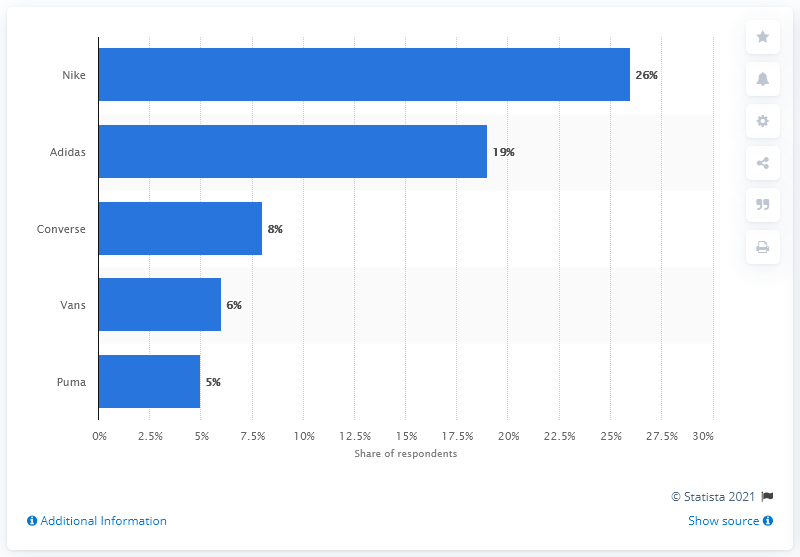 Nike 26%
Adidas 19%
Converse 8%
Vans 6%
Puma 5%
0% 2.5% 5% 7.5% 10% 12.5% 15% 17.5% 20% 22.5% 25% 27.5% 30%
Share of respondents
© Statista 2021
Additional Information Show source